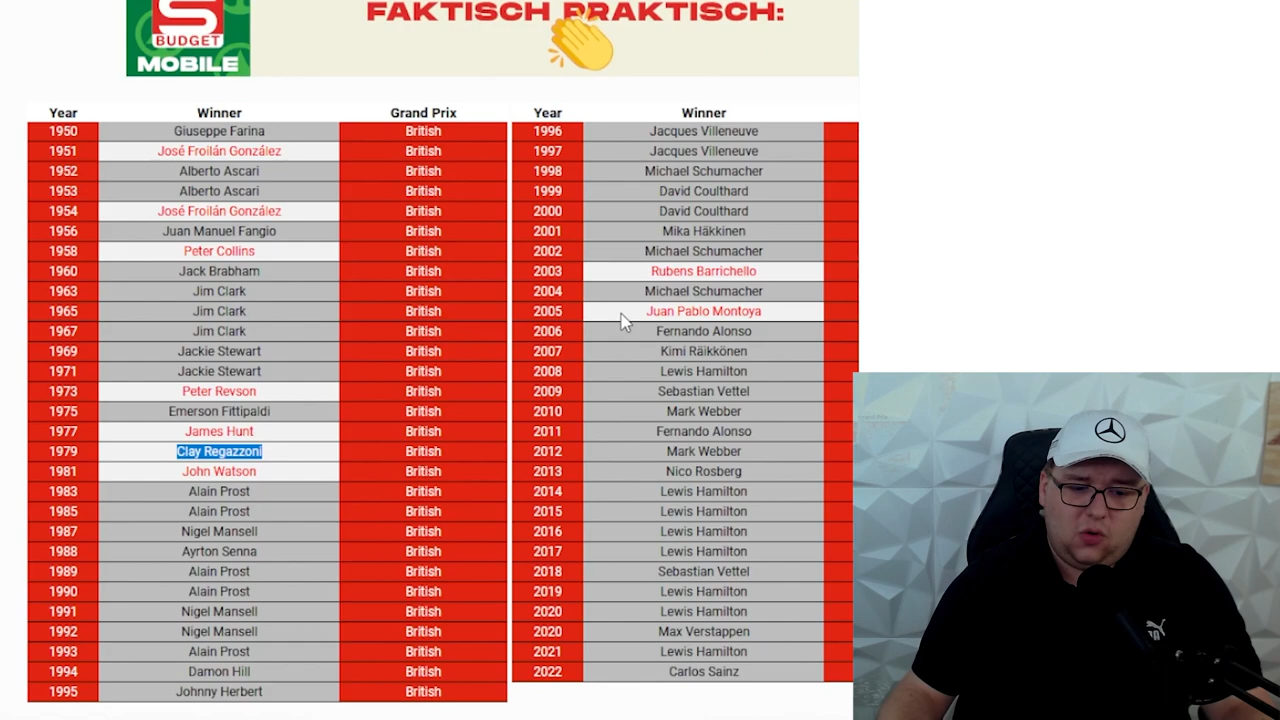 FAKTISCH PRAKTISCH:
S
BUDGET
MOBILE
Year Winner Grand Prix
1950 Giuseppe Farina British
1951 José Froilán González British
1952 Alberto Ascari British
1953 Alberto Ascari British
1954 José Froilán González British
1956 Juan Manuel Fangio British
1958 Peter Collins British
1960 Jack Brabham British
1963 Jim Clark British
1965 Jim Clark British
1967 Jim Clark British
1969 Jackie Stewart British
1971 Jackie Stewart British
1973 Peter Revson British
1975 Emerson Fittipaldi British
1977 James Hunt British
1979 Clay Regazzoni British
1981 John Watson British
1983 Alain Prost British
1985 Alain Prost British
1987 Nigel Mansell British
1988 Ayrton Senna British
1989 Alain Prost British
1990 Alain Prost British
1991 Nigel Mansell British
1992 Nigel Mansell British
1993 Alain Prost British
1994 Damon Hill British
1995 Johnny Herbert British
Year Winner
1996 Jacques Villeneuve
1997 Jacques Villeneuve
1998 Michael Schumacher
1999 David Coulthard
2000 David Coulthard
2001 Mika Häkkinen
2002 Michael Schumacher
2003 Rubens Barrichello
2004 Michael Schumacher
2005 Juan Pablo Montoya
2006 Fernando Alonso
2007 Kimi Räikkönen
2008 Lewis Hamilton
2009 Sebastian Vettel
2010 Mark Webber
2011 Fernando Alonso
2012 Mark Webber
2013 Nico Rosberg
2014 Lewis Hamilton
2015 Lewis Hamilton
2016 Lewis Hamilton
2017 Lewis Hamilton
2018 Sebastian Vettel
2019 Lewis Hamilton
2020 Lewis Hamilton
2020 Max Verstappen
2021 Lewis Hamilton
2022 Carlos Sainz